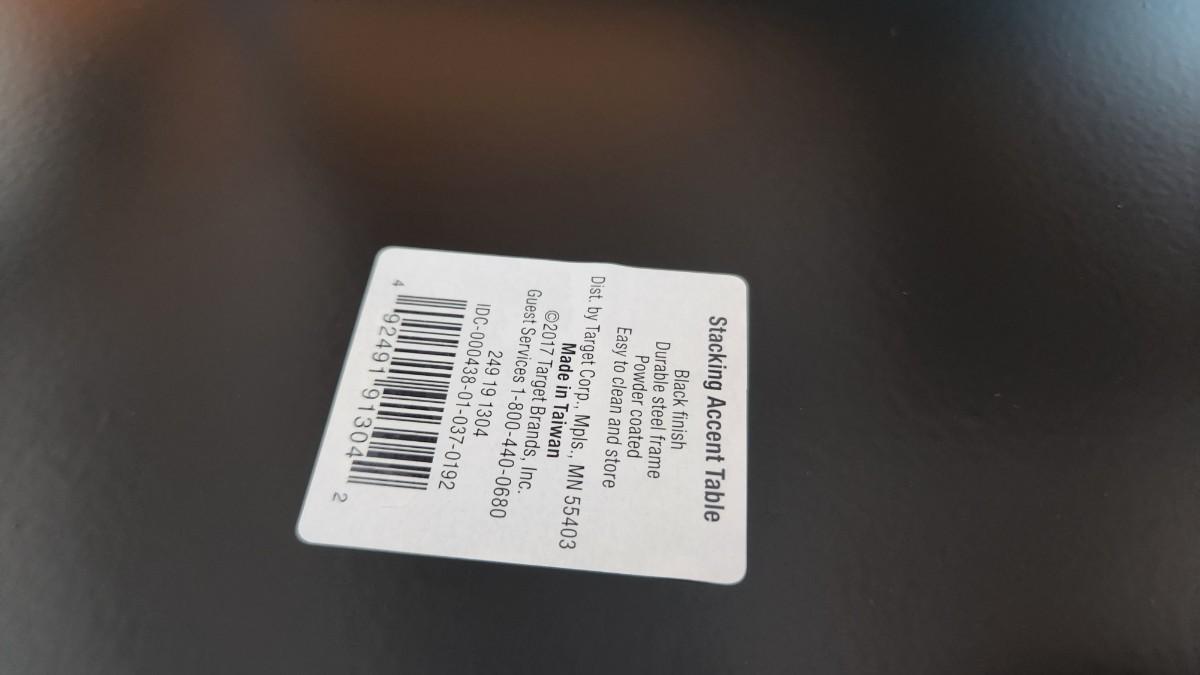 Stacking Accent Table
Black finish
Durable steel frame
Powder coated
Easy to clean and store
Dist. by Target Corp., Mpls., MN 55403
Made in Taiwan
©2017 Target Brands, Inc.
Guest Services 1-800-440-0680
249 19 1304
IDC-000438-01-037-0192
4 92491 91304 2